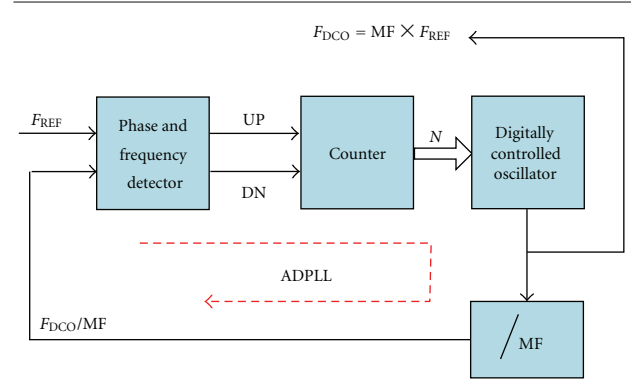 F_DCO = MF × F_REF
F_REF
Phase and
frequency
detector
UP
DN
Counter
N
Digitally
controlled
oscillator
ADPLL
F_DCO/MF
/ MF